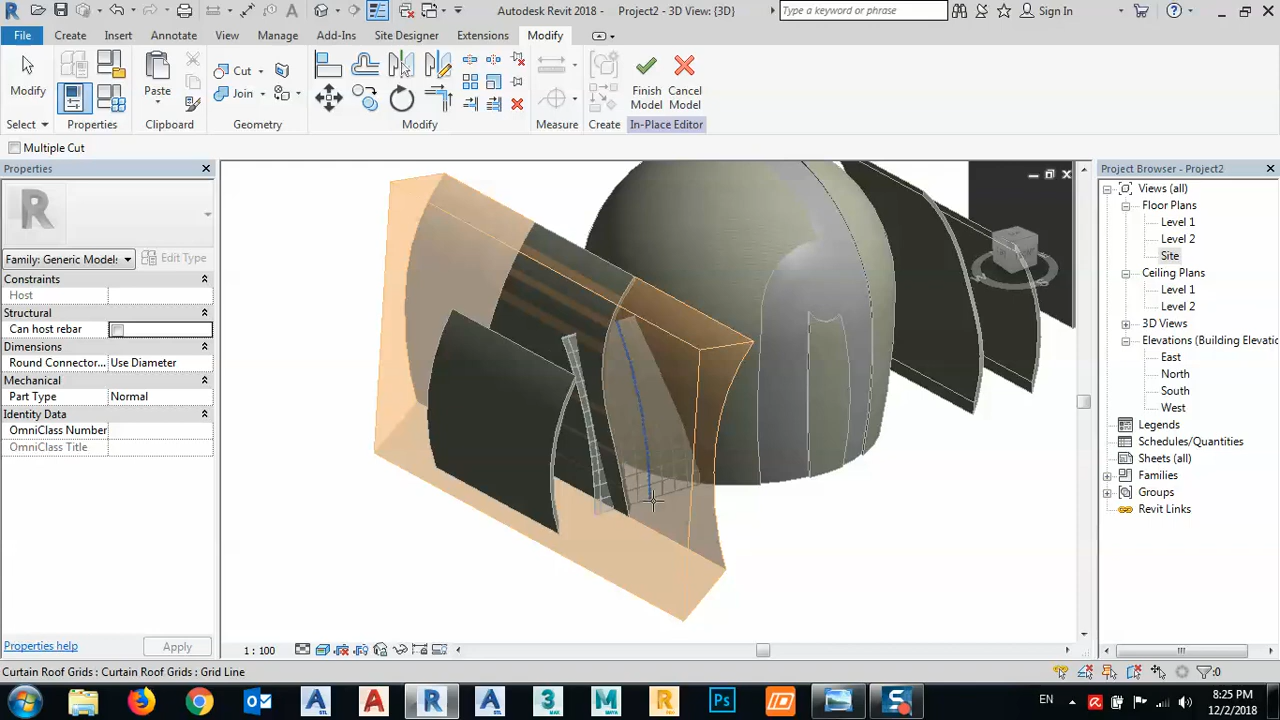 Autodesk Revit 2018 - Project2 - 3D View: {3D}
Type a keyword or phrase
Sign In
File Create Insert Annotate View Manage Add-Ins Site Designer Extensions Modify
Modify Paste Cut Join Finish Model Cancel Model
Select Properties Clipboard Geometry Modify Measure Create In-Place Editor
Multiple Cut
Properties
Family: Generic Model: Edit Type
Constraints
Host
Structural
Can host rebar
Dimensions
Round Connector... Use Diameter
Mechanical
Part Type Normal
Identity Data
OmniClass Number
OmniClass Title
Properties help Apply
1 : 100
Project Browser - Project2
Views (all)
Floor Plans
Level 1
Level 2
Site
Ceiling Plans
Level 1
Level 2
3D Views
Elevations (Building Elevatio
East
North
South
West
Legends
Schedules/Quantities
Sheets (all)
Families
Groups
Revit Links
Curtain Roof Grids : Curtain Roof Grids : Grid Line
:0
EN
8:25 PM
12/2/2018